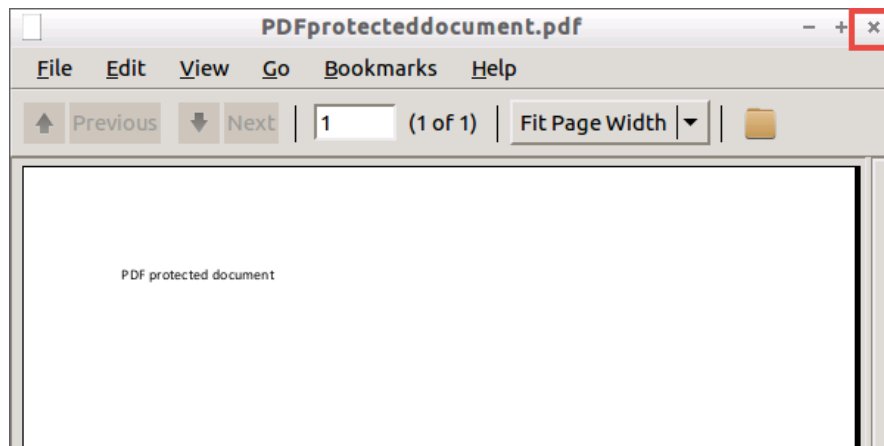 PDFprotecteddocument.pdf
File Edit View Go Bookmarks Help
Previous Next 1 (1 of 1) Fit Page Width
PDF protected document